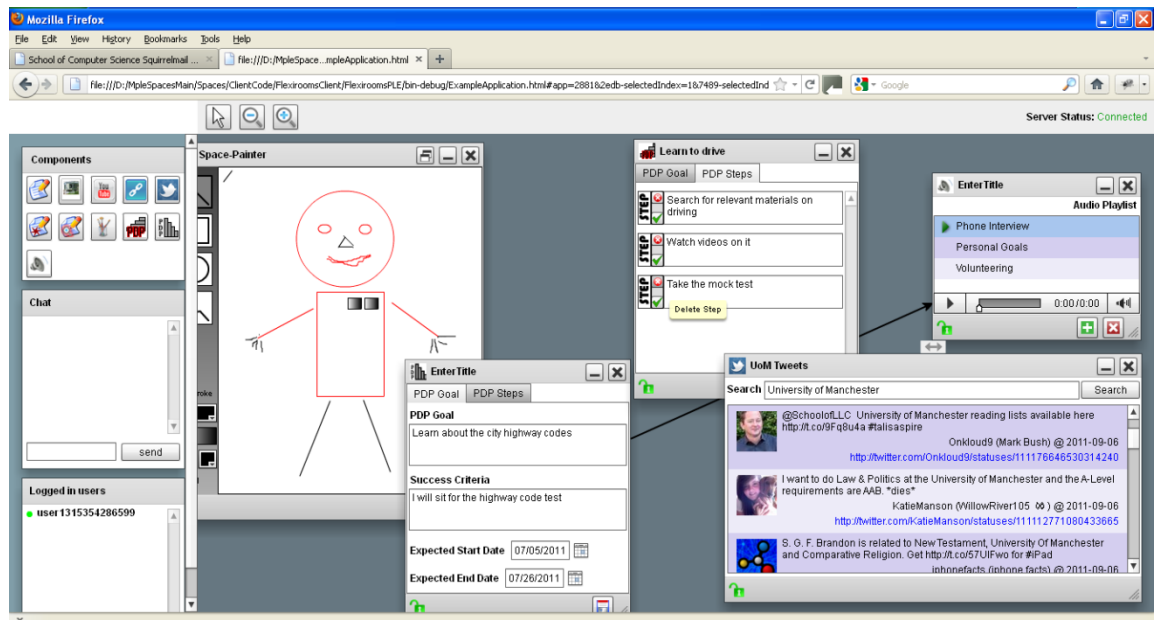 Mozilla Firefox
File Edit View History Bookmarks Tools Help
School of Computer Science Squirrelmail ...
file:///D:/MpleSpace...mpleApplication.html
file:///D:/MpleSpacesMain/Spaces/ClientCode/FlexiroomsClient/FlexiroomsPLE/bin-debug/ExampleApplication.html#app=2881&2edb-selectedIndex=1&7489-selectedInd
Google
Server Status: Connected
Components
PDP
Chat
send
Logged in users
user1315354286599
Space-Painter
roke
Learn to drive
PDP Goal PDP Steps
STEP
Search for relevant materials on
driving
STEP
Watch videos on it
STEP
Take the mock test
Delete Step
EnterTitle
PDP Goal PDP Steps
PDP Goal
Learn about the city highway codes
Success Criteria
I will sit for the highway code test
Expected Start Date 07/05/2011
Expected End Date 07/26/2011
EnterTitle
Audio Playlist
Phone Interview
Personal Goals
Volunteering
0:00/0:00
UoM Tweets
Search University of Manchester Search
@SchoolofLLC University of Manchester reading lists available here
http://t.co/9Fq8u4a #talisaspire
Onkloud9 (Mark Bush) @ 2011-09-06
http://twitter.com/Onkloud9/statuses/111176646530314240
I want to do Law & Politics at the University of Manchester and the A-Level
requirements are AAB. *dies*
KatieManson (WillowRiver105 ∞ ) @ 2011-09-06
http://twitter.com/KatieManson/statuses/111112771080433665
S. G. F. Brandon is related to New Testament, University Of Manchester
and Comparative Religion. Get http://t.co/57UIFwo for #iPad
iphonefacts (iphone facts) @ 2011-09-06